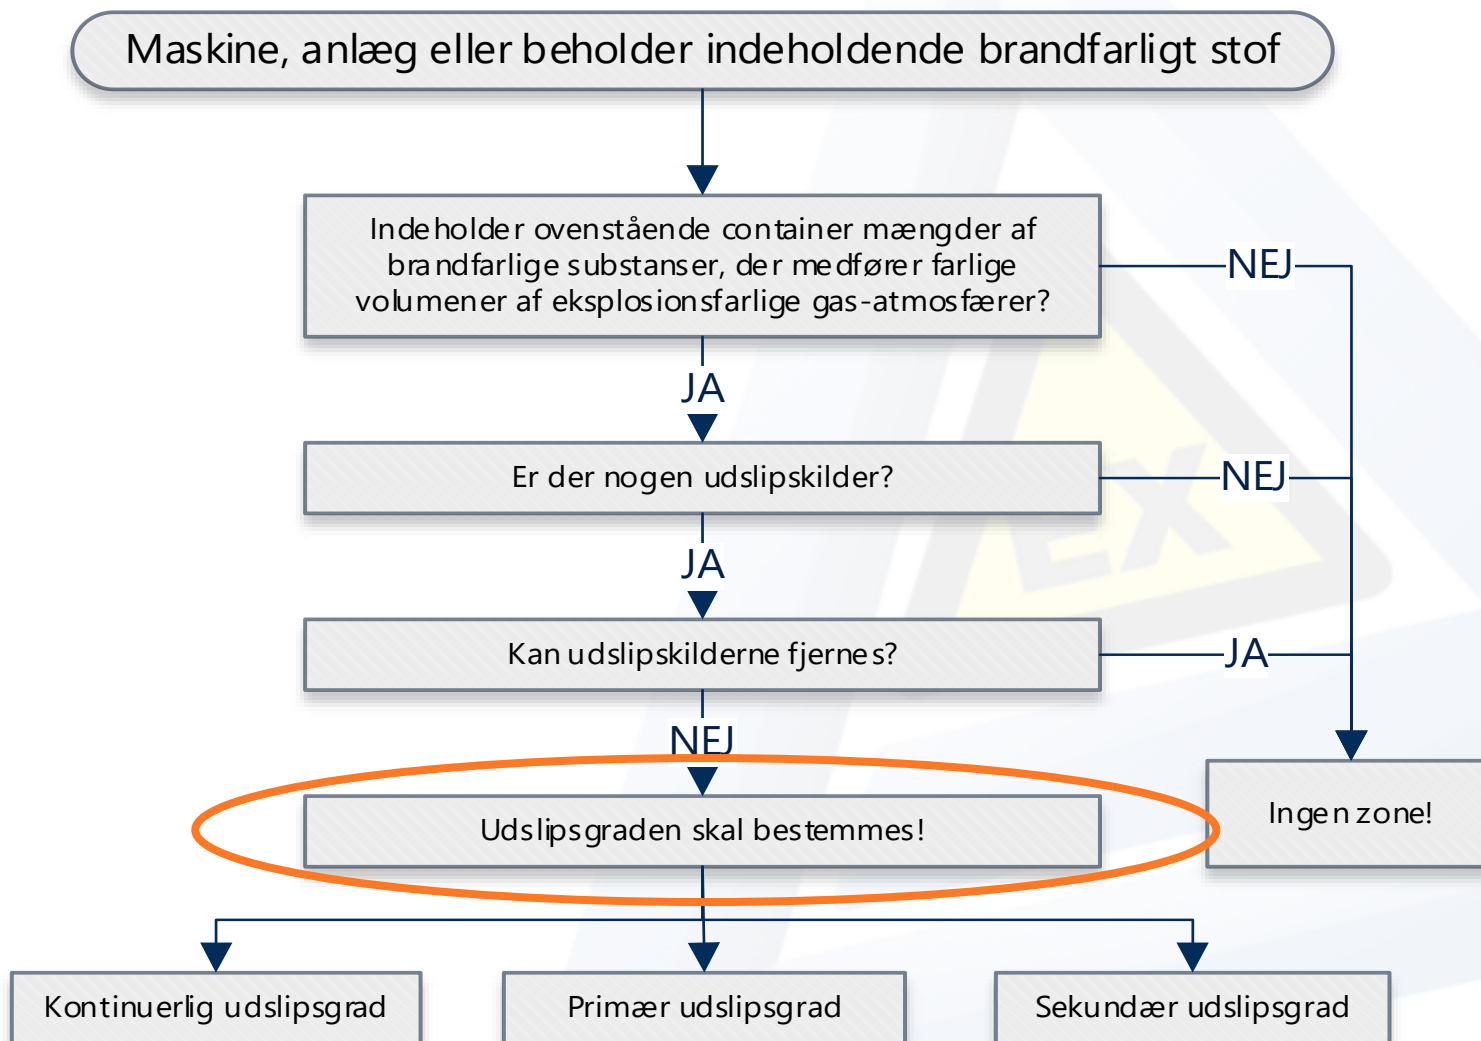 Maskine, anlæg eller beholder indeholdende brandfarligt stof
Indeholder ovenstående container mængder af
brandfarlige substanser, der medfører farlige
volumener af eksplosionsfarlige gas-atmosfærer?
NEJ
JA
Er der nogen udslipskilder?
NEJ
JA
Kan udslipskilderne fjernes?
JA
NEJ
Udslipsgraden skal bestemmes!
Ingen zone!
Kontinuerlig udslipsgrad
Primær udslipsgrad
Sekundær udslipsgrad
EX